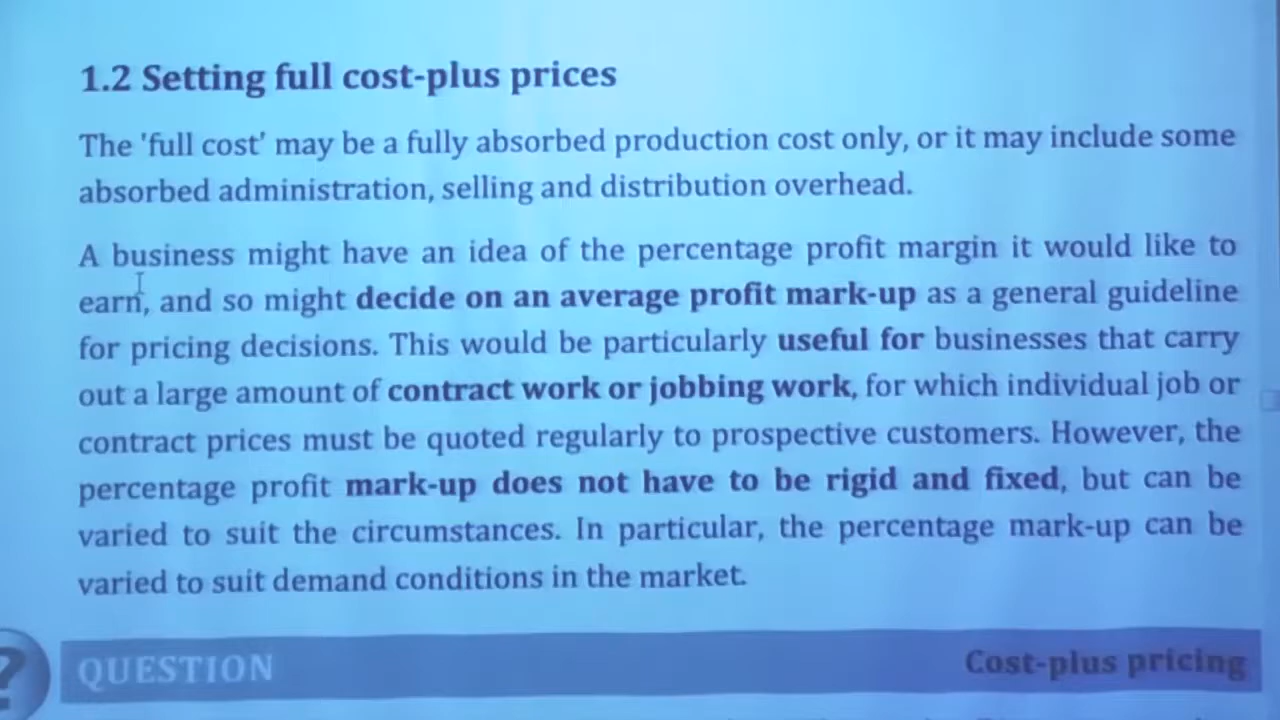 1.2 Setting full cost-plus prices
The 'full cost' may be a fully absorbed production cost only, or it may include some
absorbed administration, selling and distribution overhead.
A business might have an idea of the percentage profit margin it would like to
earn, and so might decide on an average profit mark-up as a general guideline
for pricing decisions. This would be particularly useful for businesses that carry
out a large amount of contract work or jobbing work, for which individual job or
contract prices must be quoted regularly to prospective customers. However, the
percentage profit mark-up does not have to be rigid and fixed, but can be
varied to suit the circumstances. In particular, the percentage mark-up can be
varied to suit demand conditions in the market.
? QUESTION Cost-plus pricing